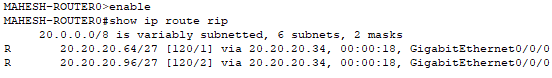 MAHESH-ROUTER0>enable
MAHESH-ROUTER0#show ip route rip
     20.0.0.0/8 is variably subnetted, 6 subnets, 2 masks
R       20.20.20.64/27 [120/1] via 20.20.20.34, 00:00:18, GigabitEthernet0/0/0
R       20.20.20.96/27 [120/2] via 20.20.20.34, 00:00:18, GigabitEthernet0/0/0